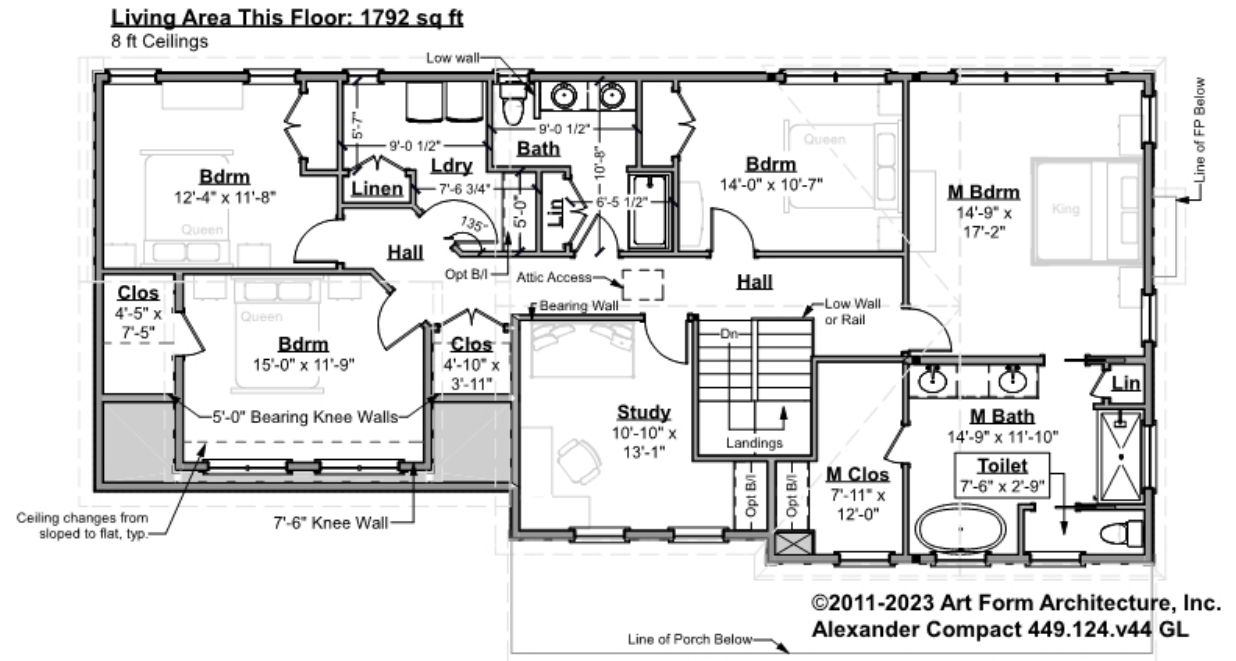 Living Area This Floor: 1792 sq ft
8 ft Ceilings
Low wall
Line of FP Below
5'-7"
9'-0 1/2"
Ldry
Linen
7'-6 3/4"
5'-0"
135°
Opt B/I
9'-0 1/2"
Bath
10'-8"
Lin
6'-5 1/2"
Bdrm
12'-4" x 11'-8"
Queen
Bdrm
14'-0" x 10'-7"
Queen
M Bdrm
14'-9" x
17'-2"
King
Hall
Attic Access
Hall
Clos
4'-5" x
7'-5"
Queen
Bdrm
15'-0" x 11'-9"
Clos
4'-10" x
3'-11"
Bearing Wall
Low Wall
or Rail
Dn
Landings
5'-0" Bearing Knee Walls
Study
10'-10" x
13'-1"
Opt B/I
Opt B/I
M Clos
7'-11" x
12'-0"
Lin
M Bath
14'-9" x 11'-10"
Toilet
7'-6" x 2'-9"
Ceiling changes from
sloped to flat, typ.
7'-6" Knee Wall
©2011-2023 Art Form Architecture, Inc.
Alexander Compact 449.124.v44 GL
Line of Porch Below